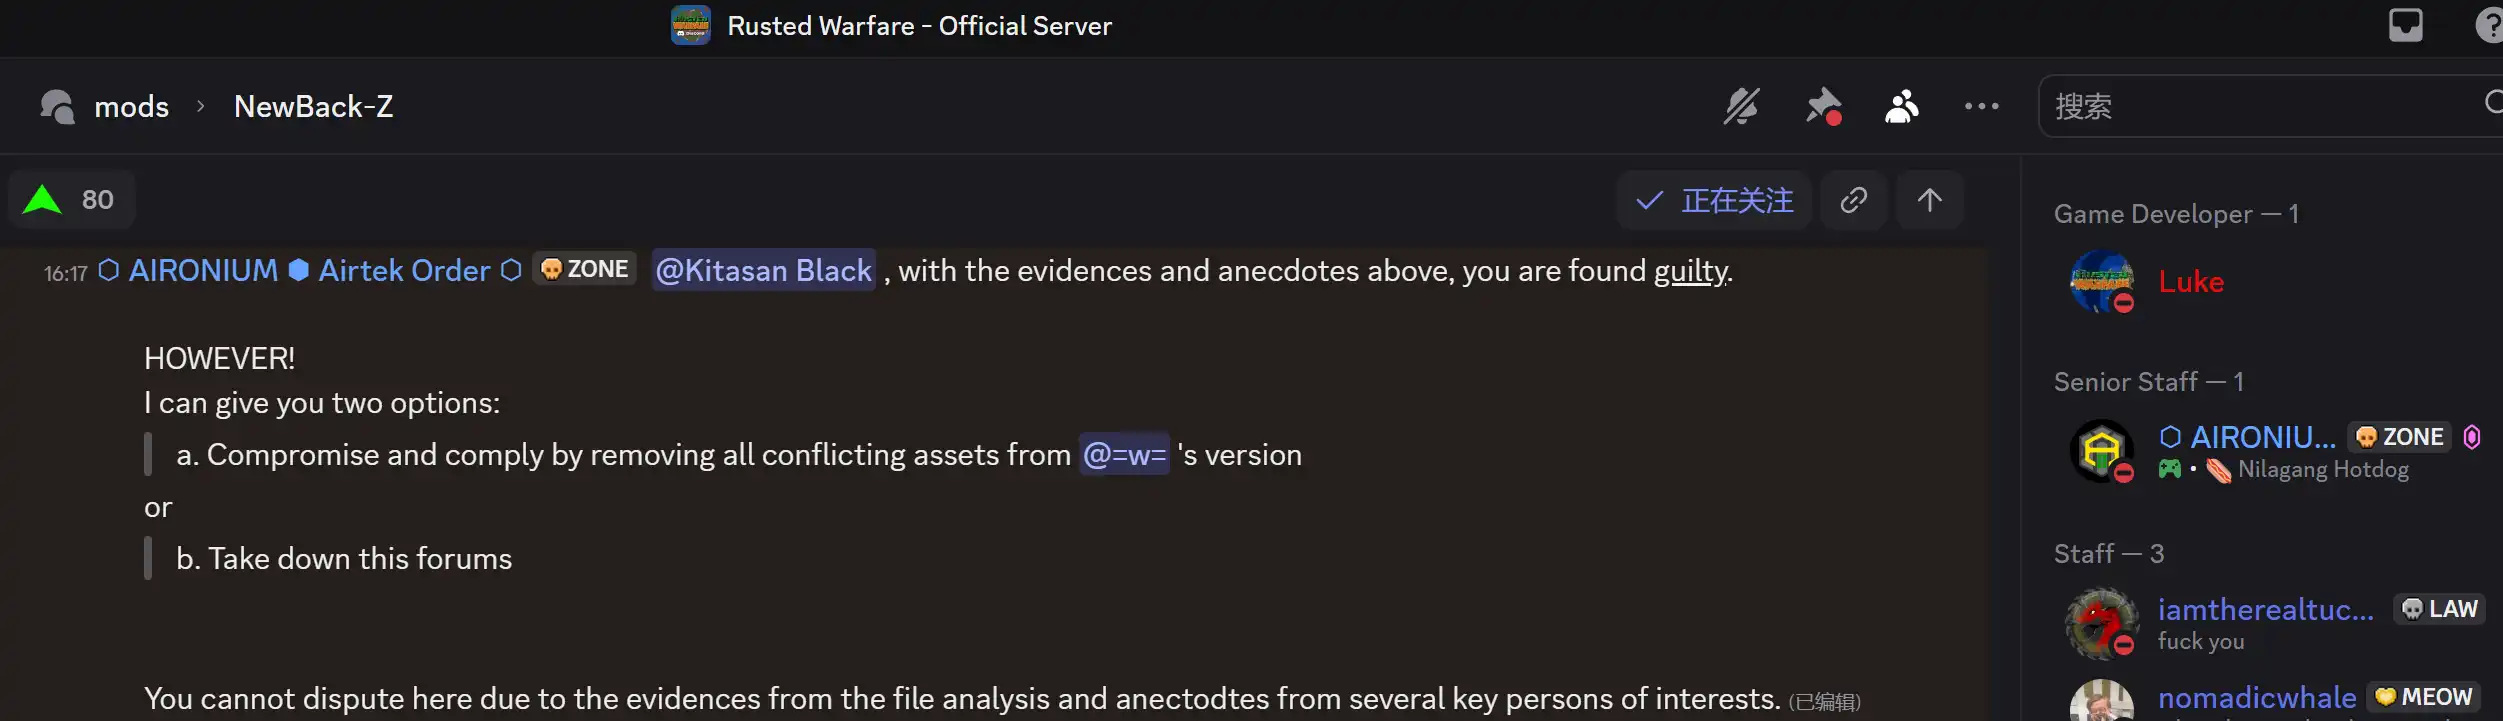 Rusted Warfare - Official Server
mods › NewBack-Z
搜索
80
正在关注
16:17 ⬡ AIRONIUM ⬢ Airtek Order ⬡ ZONE @Kitasan Black , with the evidences and anecdotes above, you are found guilty.
HOWEVER!
I can give you two options:
a. Compromise and comply by removing all conflicting assets from @=w= 's version
or
b. Take down this forums
You cannot dispute here due to the evidences from the file analysis and anectodtes from several key persons of interests. (已编辑)
Game Developer — 1
Luke
Senior Staff — 1
⬡ AIRONIU... ZONE
• 🌭 Nilagang Hotdog
Staff — 3
iamtherealtuc... LAW
fuck you
nomadicwhale MEOW